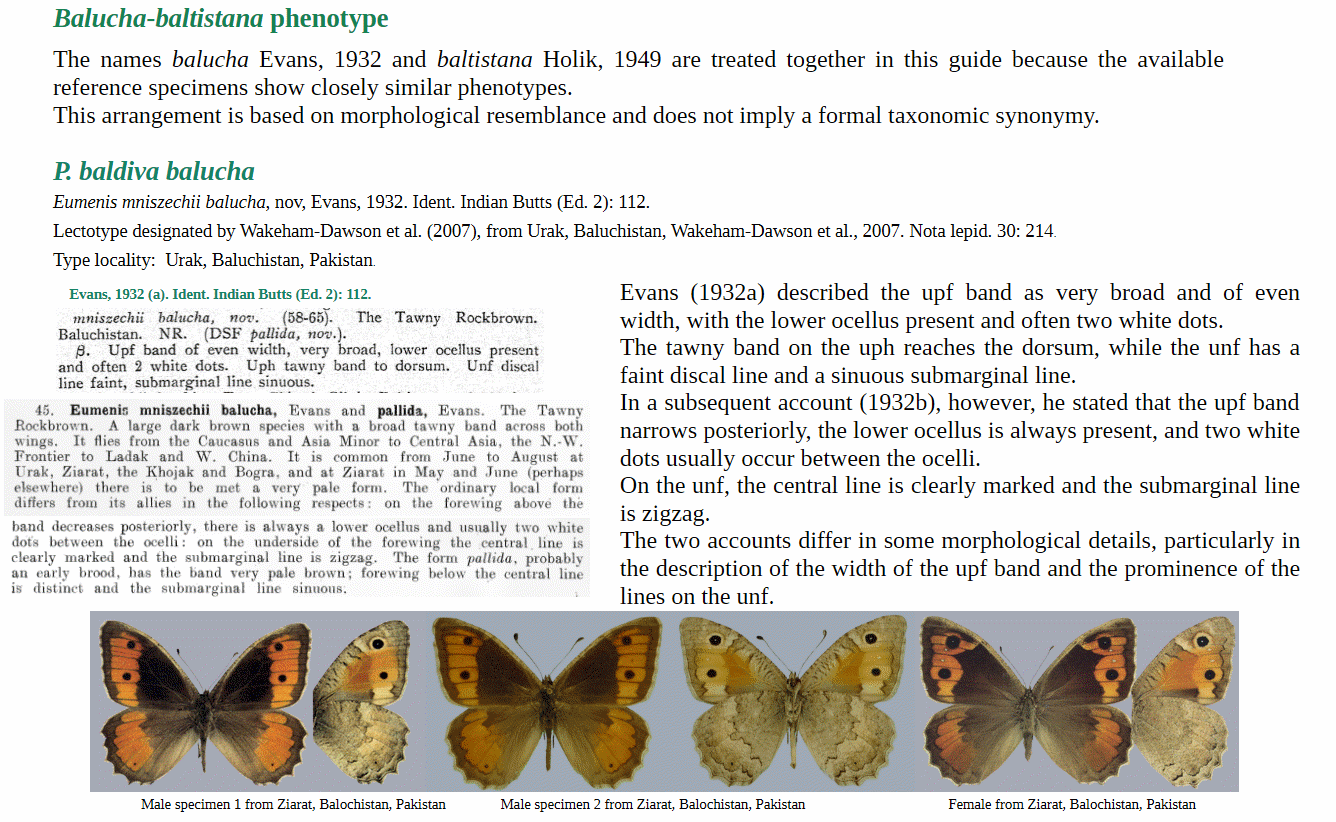 Balucha-baltistana phenotype
The names balucha Evans, 1932 and baltistana Holik, 1949 are treated together in this guide because the available
reference specimens show closely similar phenotypes.
This arrangement is based on morphological resemblance and does not imply a formal taxonomic synonymy.
P. baldiva balucha
Eumenis mniszechii balucha, nov, Evans, 1932. Ident. Indian Butts (Ed. 2): 112.
Lectotype designated by Wakeham-Dawson et al. (2007), from Urak, Baluchistan, Wakeham-Dawson et al., 2007. Nota lepid. 30: 214.
Type locality: Urak, Baluchistan, Pakistan.
Evans, 1932 (a). Ident. Indian Butts (Ed. 2): 112.
mniszechii balucha, nov. (58-65). The Tawny Rockbrown.
Baluchistan. NR. (DSF pallida, nov.).
β. Upf band of even width, very broad, lower ocellus present
and often 2 white dots. Uph tawny band to dorsum. Unf discal
line faint, submarginal line sinuous.
45. Eumenis mniszechii balucha, Evans and pallida, Evans. The Tawny
Rockbrown. A large dark brown species with a broad tawny band across both
wings. It flies from the Caucasus and Asia Minor to Central Asia, the N.-W.
Frontier to Ladak and W. China. It is common from June to August at
Urak, Ziarat, the Khojak and Bogra, and at Ziarat in May and June (perhaps
elsewhere) there is to be met a very pale form. The ordinary local form
differs from its allies in the following respects: on the forewing above the
band decreases posteriorly, there is always a lower ocellus and usually two white
dots between the ocelli: on the underside of the forewing the central line is
clearly marked and the submarginal line is zigzag. The form pallida, probably
an early brood, has the band very pale brown; forewing below the central line
is distinct and the submarginal line sinuous.
Evans (1932a) described the upf band as very broad and of even
width, with the lower ocellus present and often two white dots.
The tawny band on the uph reaches the dorsum, while the unf has a
faint discal line and a sinuous submarginal line.
In a subsequent account (1932b), however, he stated that the upf band
narrows posteriorly, the lower ocellus is always present, and two white
dots usually occur between the ocelli.
On the unf, the central line is clearly marked and the submarginal line
is zigzag.
The two accounts differ in some morphological details, particularly in
the description of the width of the upf band and the prominence of the
lines on the unf.
Male specimen 1 from Ziarat, Balochistan, Pakistan
Male specimen 2 from Ziarat, Balochistan, Pakistan
Female from Ziarat, Balochistan, Pakistan